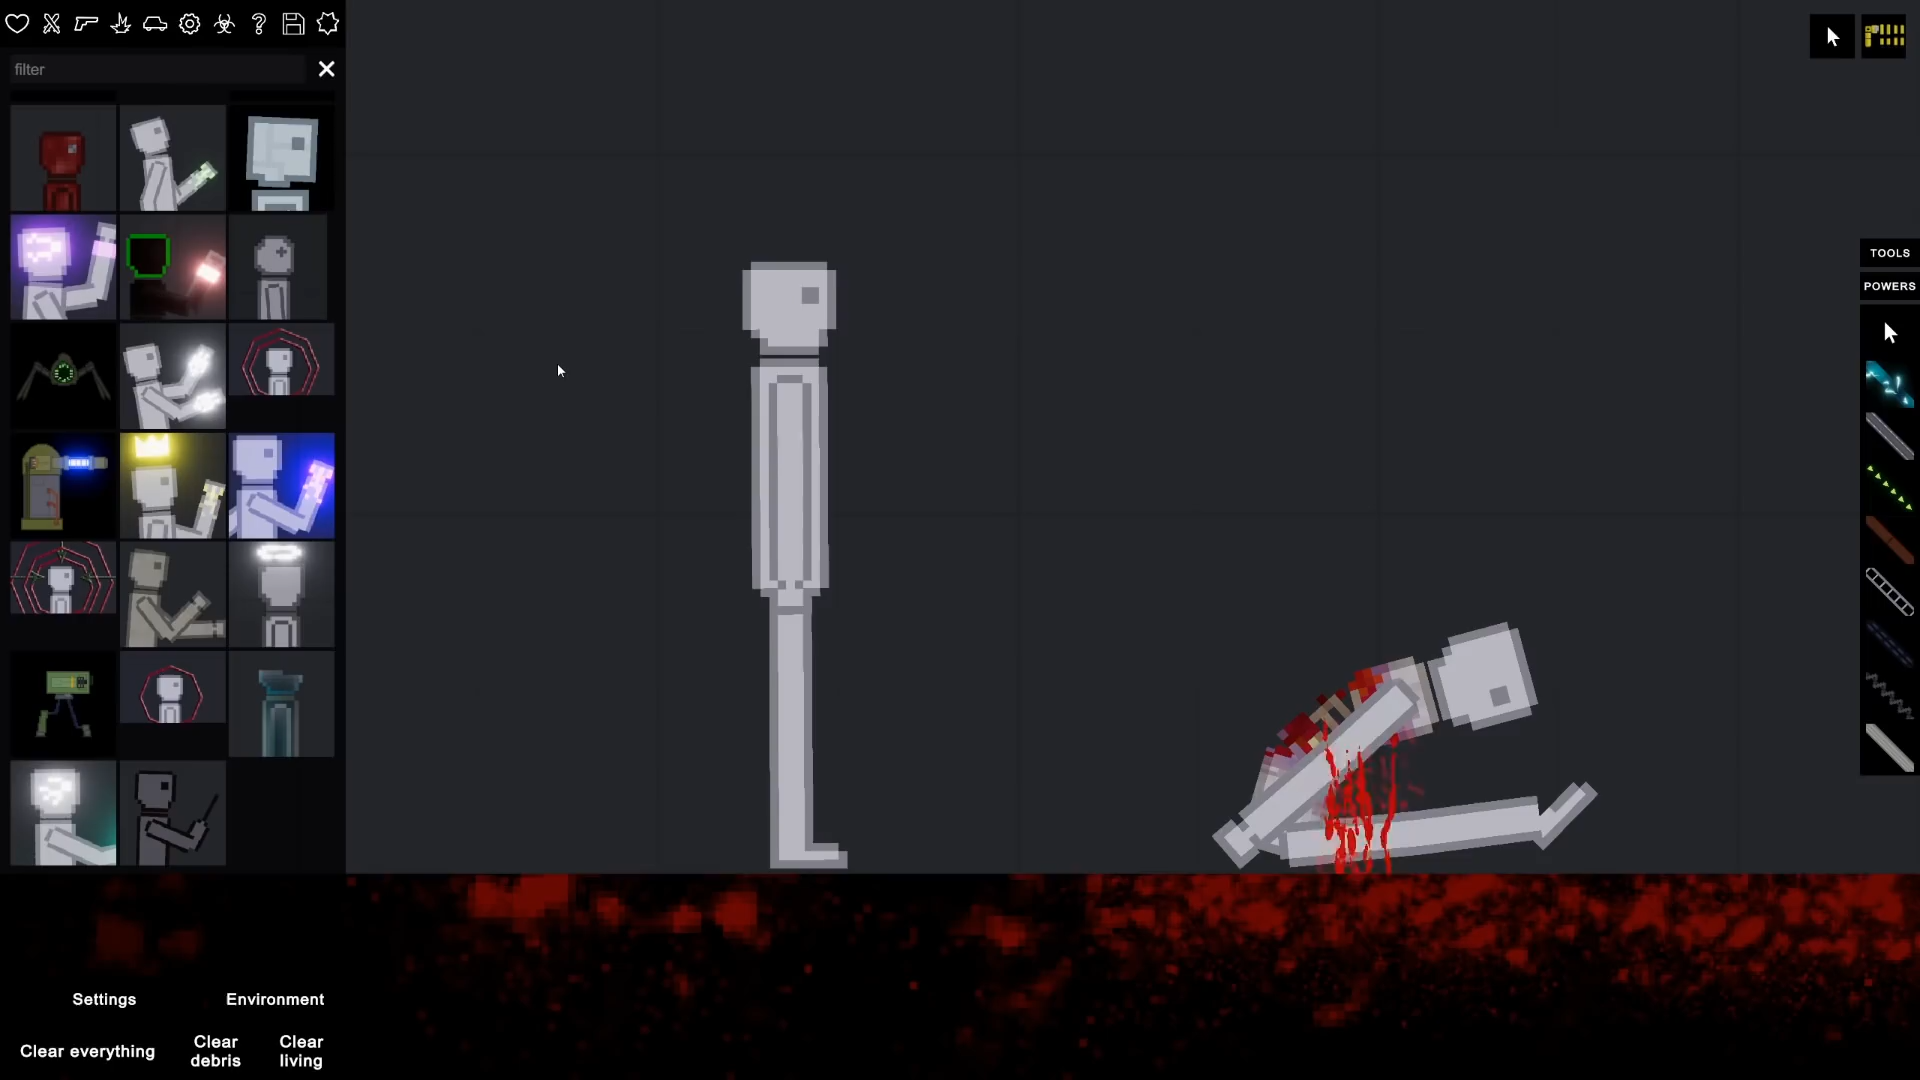 filter
TOOLS
POWERS
Settings
Environment
Clear everything
Clear
debris
Clear
living